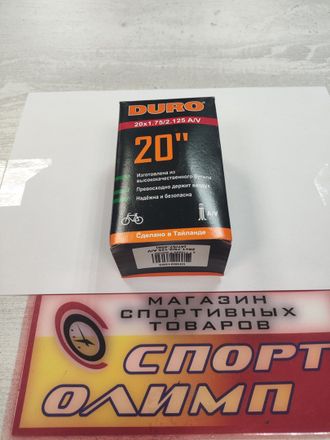 DURO
20x1.75/2.125 A/V
20"
Изготовлена из
высококачественного бутила
Превосходно держит воздух
Надёжна и безопасна
A/V
Сделано в Тайланде
МАГАЗИН
СПОРТИВНЫХ
ТОВАРОВ
СПОРТ
ОЛИМП